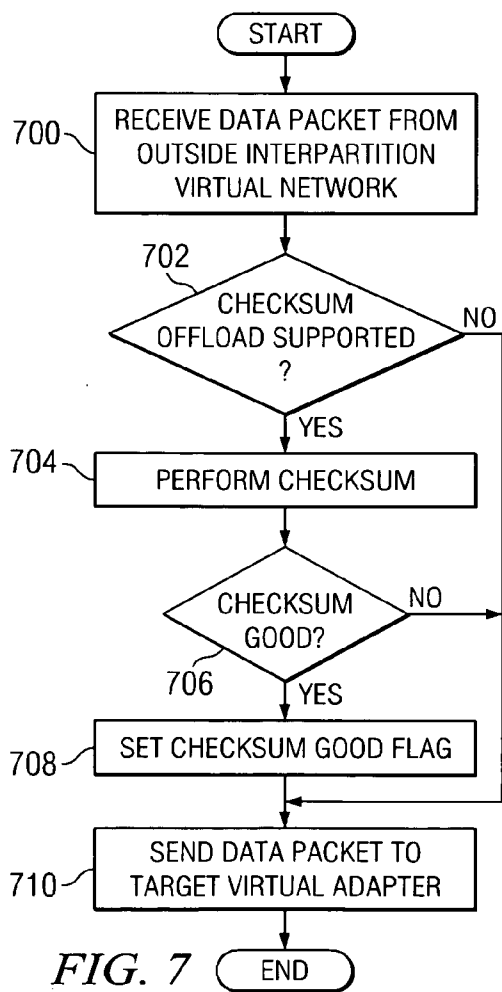 START
700
RECEIVE DATA PACKET FROM
OUTSIDE INTERPARTITION
VIRTUAL NETWORK
702
CHECKSUM
OFFLOAD SUPPORTED
?
NO
YES
704
PERFORM CHECKSUM
CHECKSUM
GOOD?
NO
706
YES
708
SET CHECKSUM GOOD FLAG
SEND DATA PACKET TO
TARGET VIRTUAL ADAPTER
710
FIG. 7
END